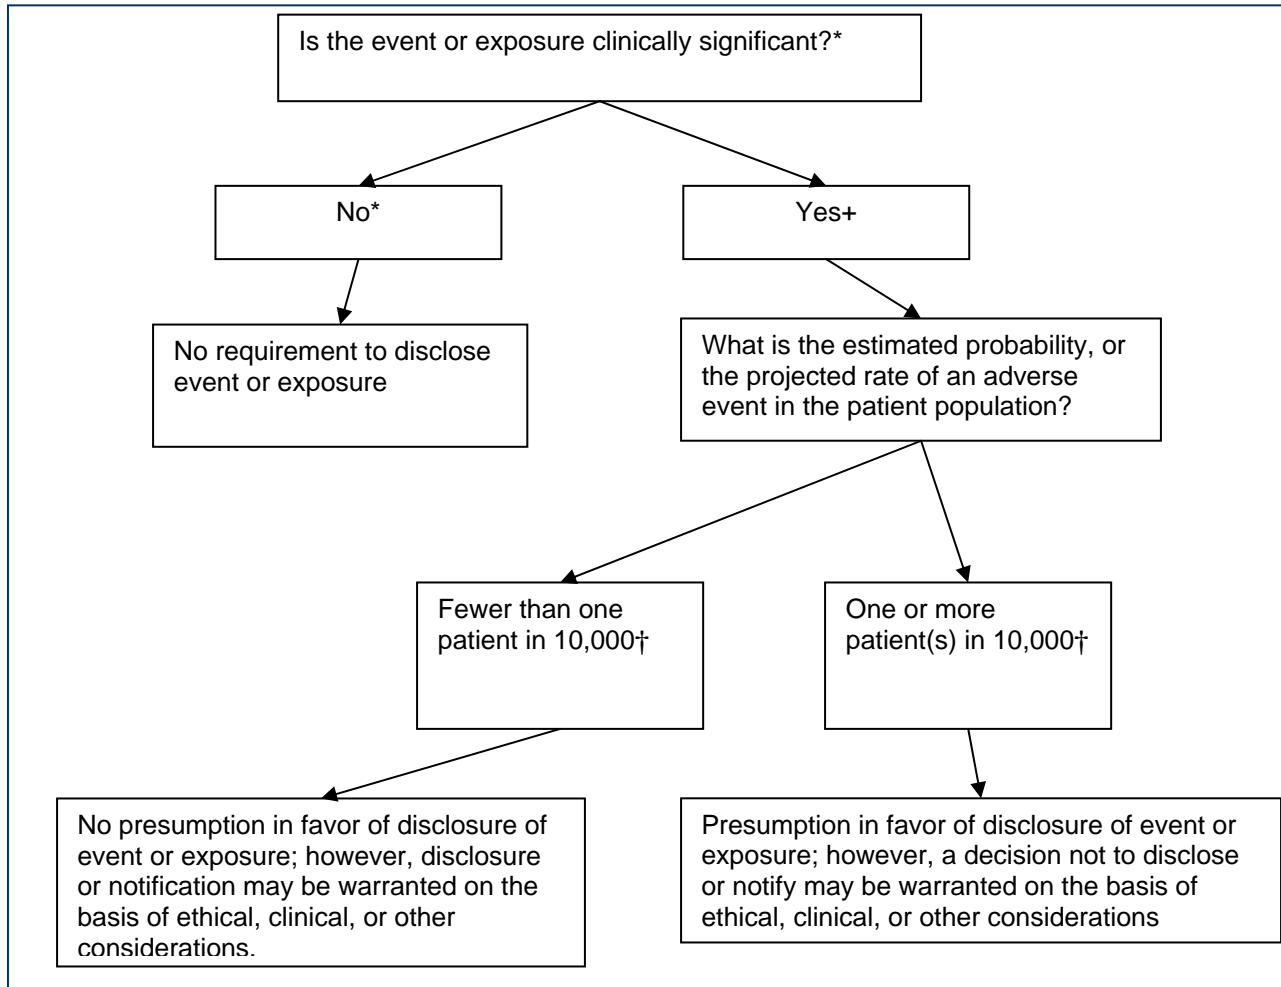 Is the event or exposure clinically significant?*
No*
Yes+
No requirement to disclose
event or exposure
What is the estimated probability, or
the projected rate of an adverse
event in the patient population?
Fewer than one
patient in 10,000†
One or more
patient(s) in 10,000†
No presumption in favor of disclosure of
event or exposure; however, disclosure
or notification may be warranted on the
basis of ethical, clinical, or other
considerations.
Presumption in favor of disclosure of event or
exposure; however, a decision not to disclose
or notify may be warranted on the basis of
ethical, clinical, or other considerations